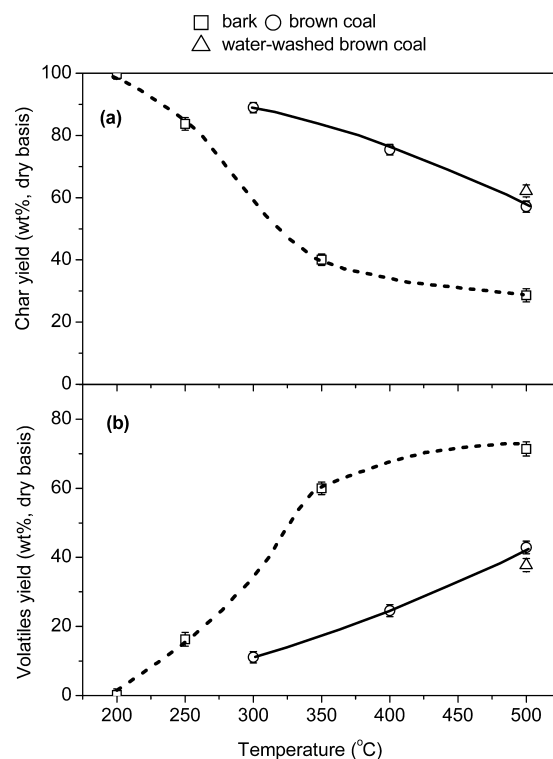 bark brown coal
water-washed brown coal
100
(a)
80
60
40
20
0
Char yield (wt%, dry basis)
(b)
80
60
40
20
0
Volatiles yield (wt%, dry basis)
200 250 300 350 400 450 500
Temperature (°C)